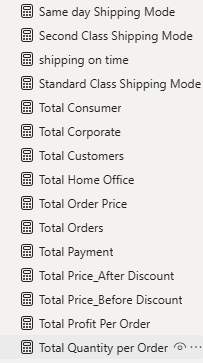 Same day Shipping Mode
Second Class Shipping Mode
shipping on time
Standard Class Shipping Mode
Total Consumer
Total Corporate
Total Customers
Total Home Office
Total Order Price
Total Orders
Total Payment
Total Price_After Discount
Total Price_Before Discount
Total Profit Per Order
Total Quantity per Order